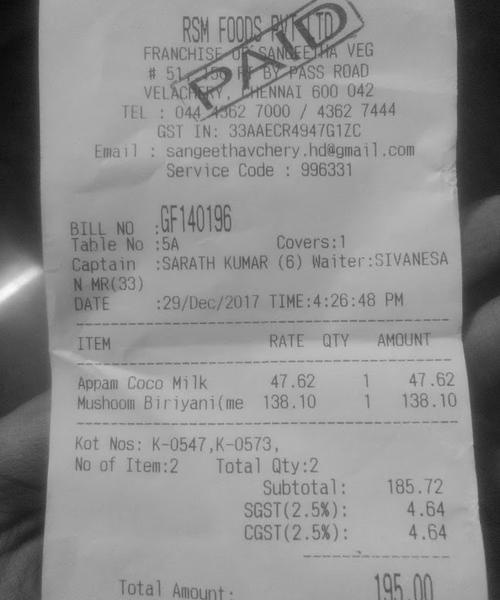 RSM FOODS PVT LTD
PAID
FRANCHISE OF SANGEETHA VEG
# 51, 150 FT BY PASS ROAD
VELACHERY, CHENNAI 600 042
TEL : 044 4362 7000 / 4362 7444
GST IN: 33AAECR4947G1ZC
Email : sangeethavchery.hd@gmail.com
Service Code : 996331
BILL NO :GF140196
Table No :5A Covers:1
Captain :SARATH KUMAR (6) Waiter:SIVANESA
N MR(33)
DATE :29/Dec/2017 TIME:4:26:48 PM
ITEM RATE QTY AMOUNT
Appam Coco Milk 47.62 1 47.62
Mushoom Biriyani(me 138.10 1 138.10
Kot Nos: K-0547,K-0573,
No of Item:2 Total Qty:2
Subtotal: 185.72
SGST(2.5%): 4.64
CGST(2.5%): 4.64
Total Amount: 195.00